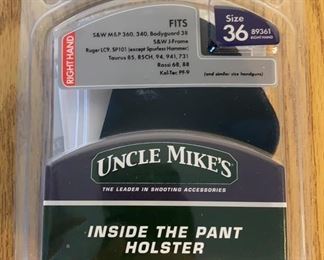 RIGHT HAND
FITS
S&W M&P 360, 340, Bodyguard 38
S&W J-Frame
Ruger LC9, SP101 (except Spurless Hammer)
Taurus 85, 85CH, 94, 941, 731
Rossi 68, 88
Kel-Tec PF-9
(and similar size handguns)
Size
36
89361
RIGHT HAND
UNCLE MIKE'S
THE LEADER IN SHOOTING ACCESSORIES
INSIDE THE PANT
HOLSTER